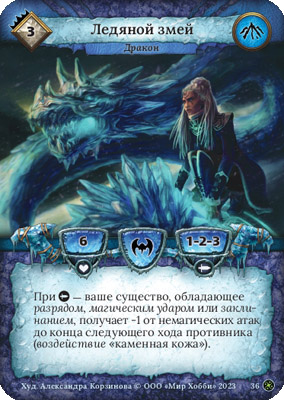 3
Ледяной змей
Дракон
6
1-2-3
При — ваше существо, обладающее
разрядом, магическим ударом или закли-
нанием, получает -1 от немагических атак
до конца следующего хода противника
(воздействие «каменная кожа»).
Худ. Александра Корзинова © ООО «Мир Хобби» 2023
36